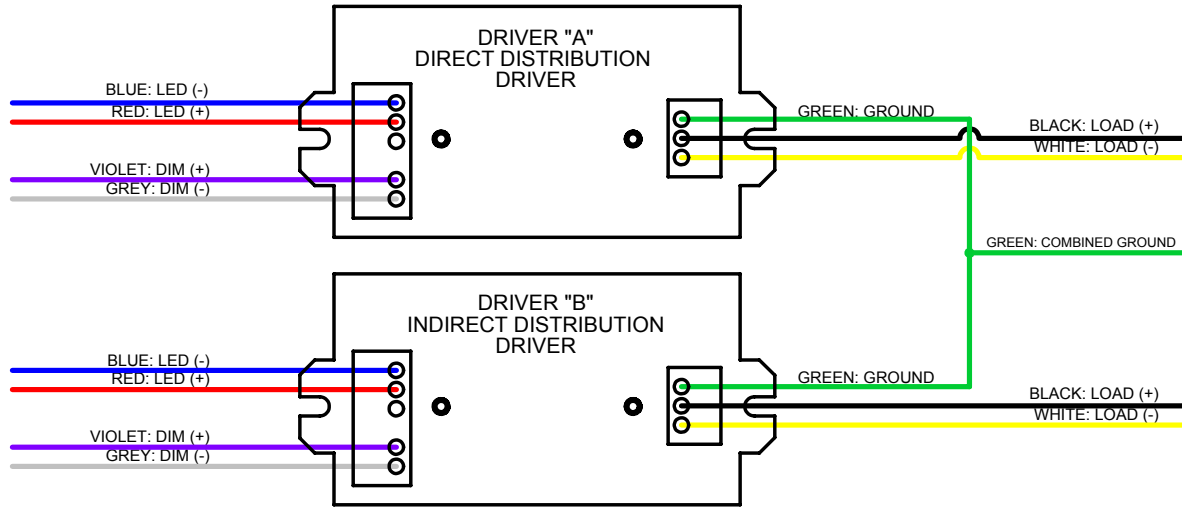 DRIVER "A"
DIRECT DISTRIBUTION
DRIVER
BLUE: LED (-)
RED: LED (+)
VIOLET: DIM (+)
GREY: DIM (-)
GREEN: GROUND
BLACK: LOAD (+)
WHITE: LOAD (-)
GREEN: COMBINED GROUND
DRIVER "B"
INDIRECT DISTRIBUTION
DRIVER
BLUE: LED (-)
RED: LED (+)
VIOLET: DIM (+)
GREY: DIM (-)
GREEN: GROUND
BLACK: LOAD (+)
WHITE: LOAD (-)